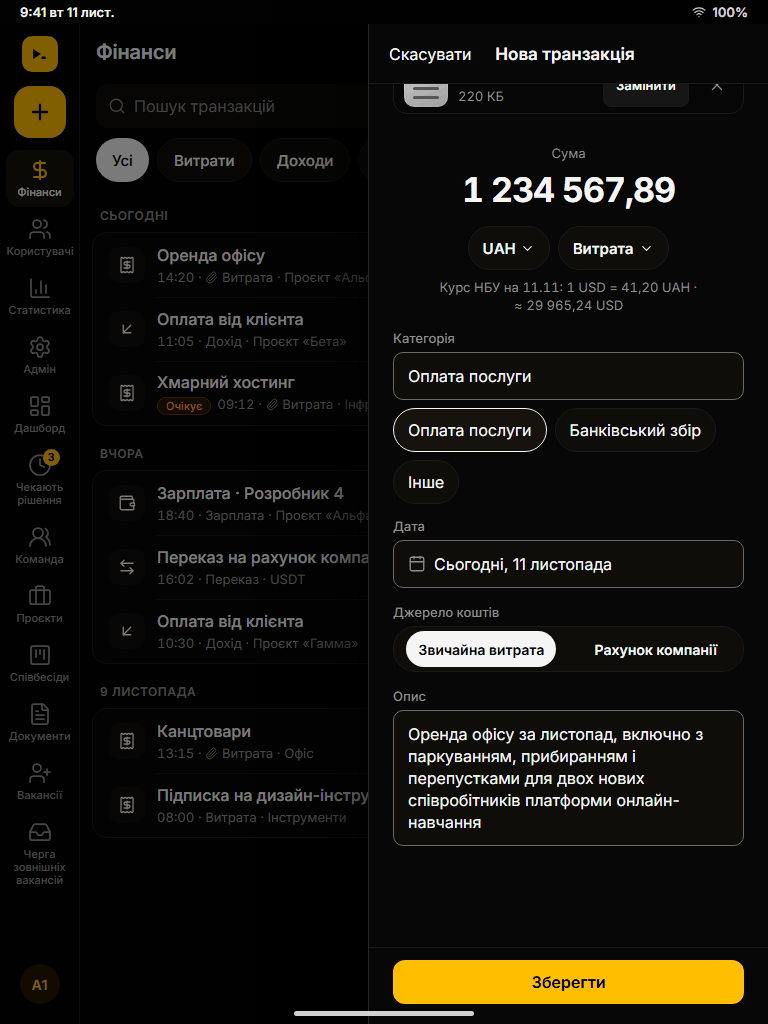 9:41 вт 11 лист.
100%
Фінанси
Користувачі
Статистика
Адмін
Дашборд
3
Чекають
рішення
Команда
Проєкти
Співбесіди
Документи
Вакансії
Черга
зовнішніх
вакансій
А1
Фінанси
Пошук транзакцій
Усі
Витрати
Доходи
СЬОГОДНІ
Оренда офісу
14:20 · Витрата · Проєкт «Альф
Оплата від клієнта
11:05 · Дохід · Проєкт «Бета»
Хмарний хостинг
Очікує 09:12 · Витрата · Інфр
ВЧОРА
Зарплата · Розробник 4
18:40 · Зарплата · Проєкт «Альфа
Переказ на рахунок компа
16:02 · Переказ · USDT
Оплата від клієнта
10:30 · Дохід · Проєкт «Гамма»
9 ЛИСТОПАДА
Канцтовари
13:15 · Витрата · Офіс
Підписка на дизайн-інстру
08:00 · Витрата · Інструменти
Скасувати
Нова транзакція
220 КБ
Замінити
Сума
1 234 567,89
UAH
Витрата
Курс НБУ на 11.11: 1 USD = 41,20 UAH ·
≈ 29 965,24 USD
Категорія
Оплата послуги
Оплата послуги
Банківський збір
Інше
Дата
Сьогодні, 11 листопада
Джерело коштів
Звичайна витрата
Рахунок компанії
Опис
Оренда офісу за листопад, включно з
паркуванням, прибиранням і
перепустками для двох нових
співробітників платформи онлайн-
навчання
Зберегти